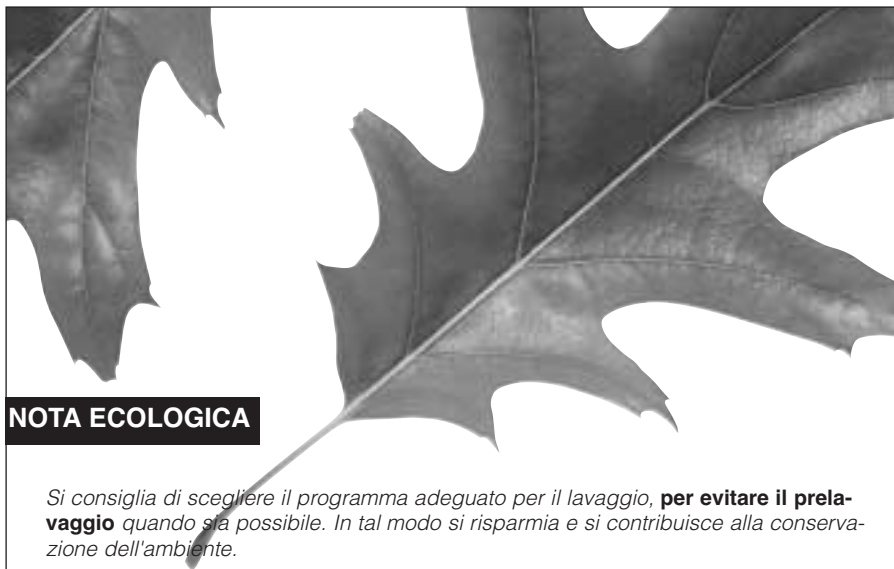 NOTA ECOLOGICA
Si consiglia di scegliere il programma adeguato per il lavaggio, per evitare il prela-
vaggio quando sia possibile. In tal modo si risparmia e si contribuisce alla conserva-
zione dell'ambiente.